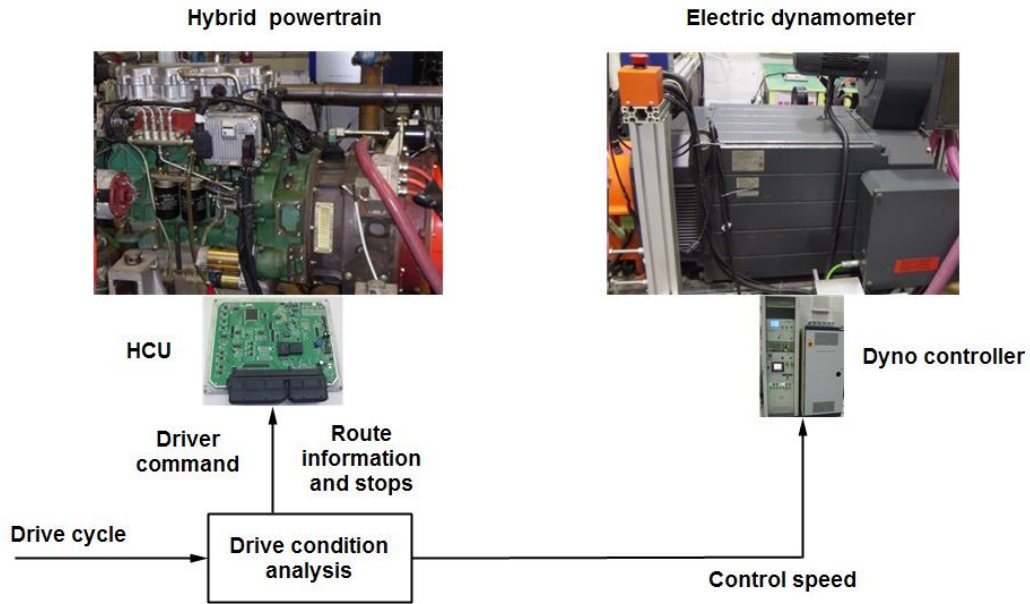 Hybrid powertrain
Electric dynamometer
HCU
Dyno controller
Driver
command
Route
information
and stops
Drive cycle
Drive condition
analysis
Control speed